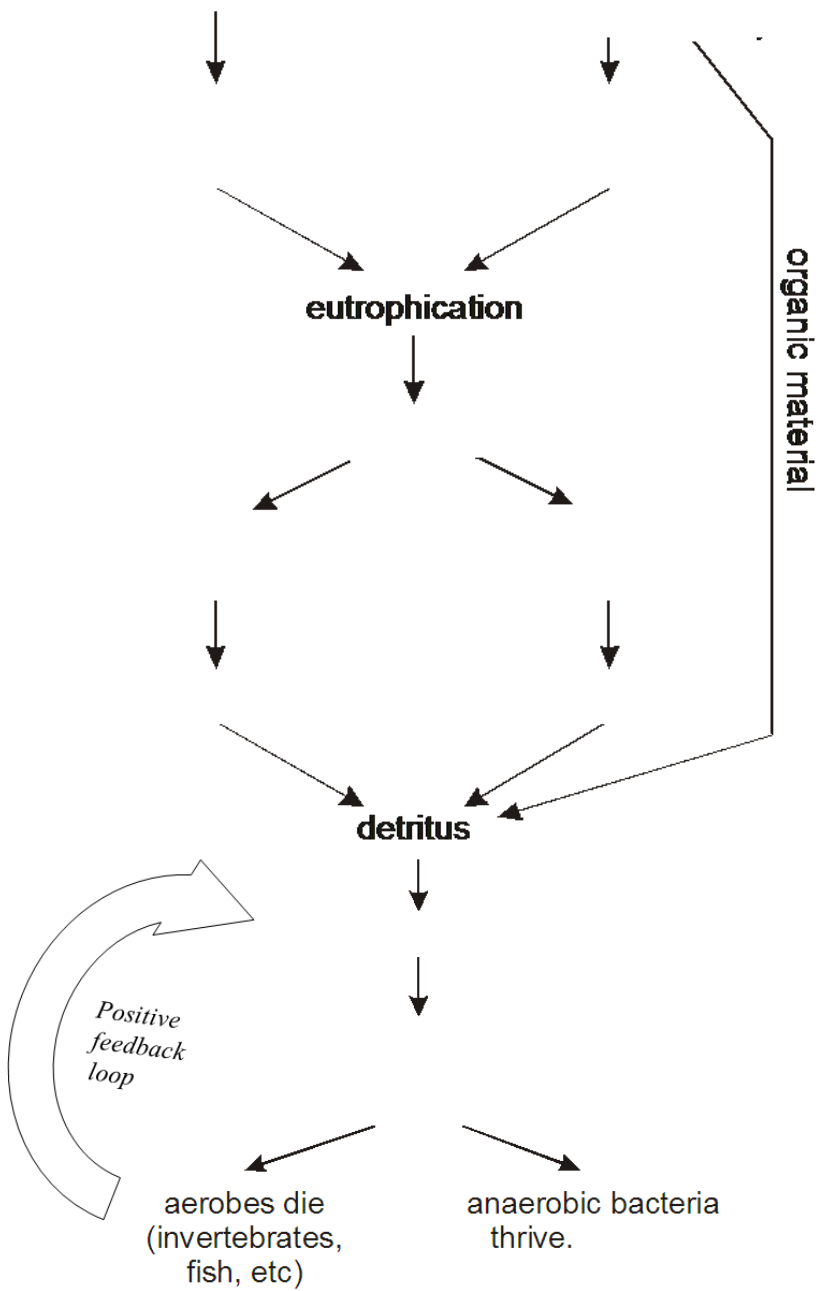 eutrophication
organic material
detritus
Positive
feedback
loop
aerobes die
(invertebrates,
fish, etc)
anaerobic bacteria
thrive.